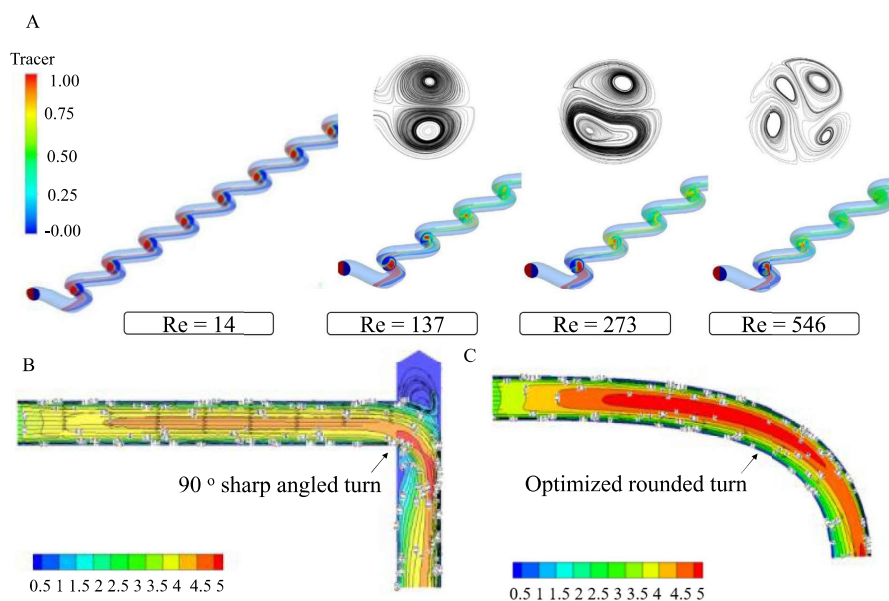 A
Tracer
1.00
0.75
0.50
0.25
-0.00
Re = 14
Re = 137
Re = 273
Re = 546
B
90 º sharp angled turn
0.5 1 1.5 2 2.5 3 3.5 4 4.5 5
C
Optimized rounded turn
0.5 1 1.5 2 2.5 3 3.5 4 4.5 5